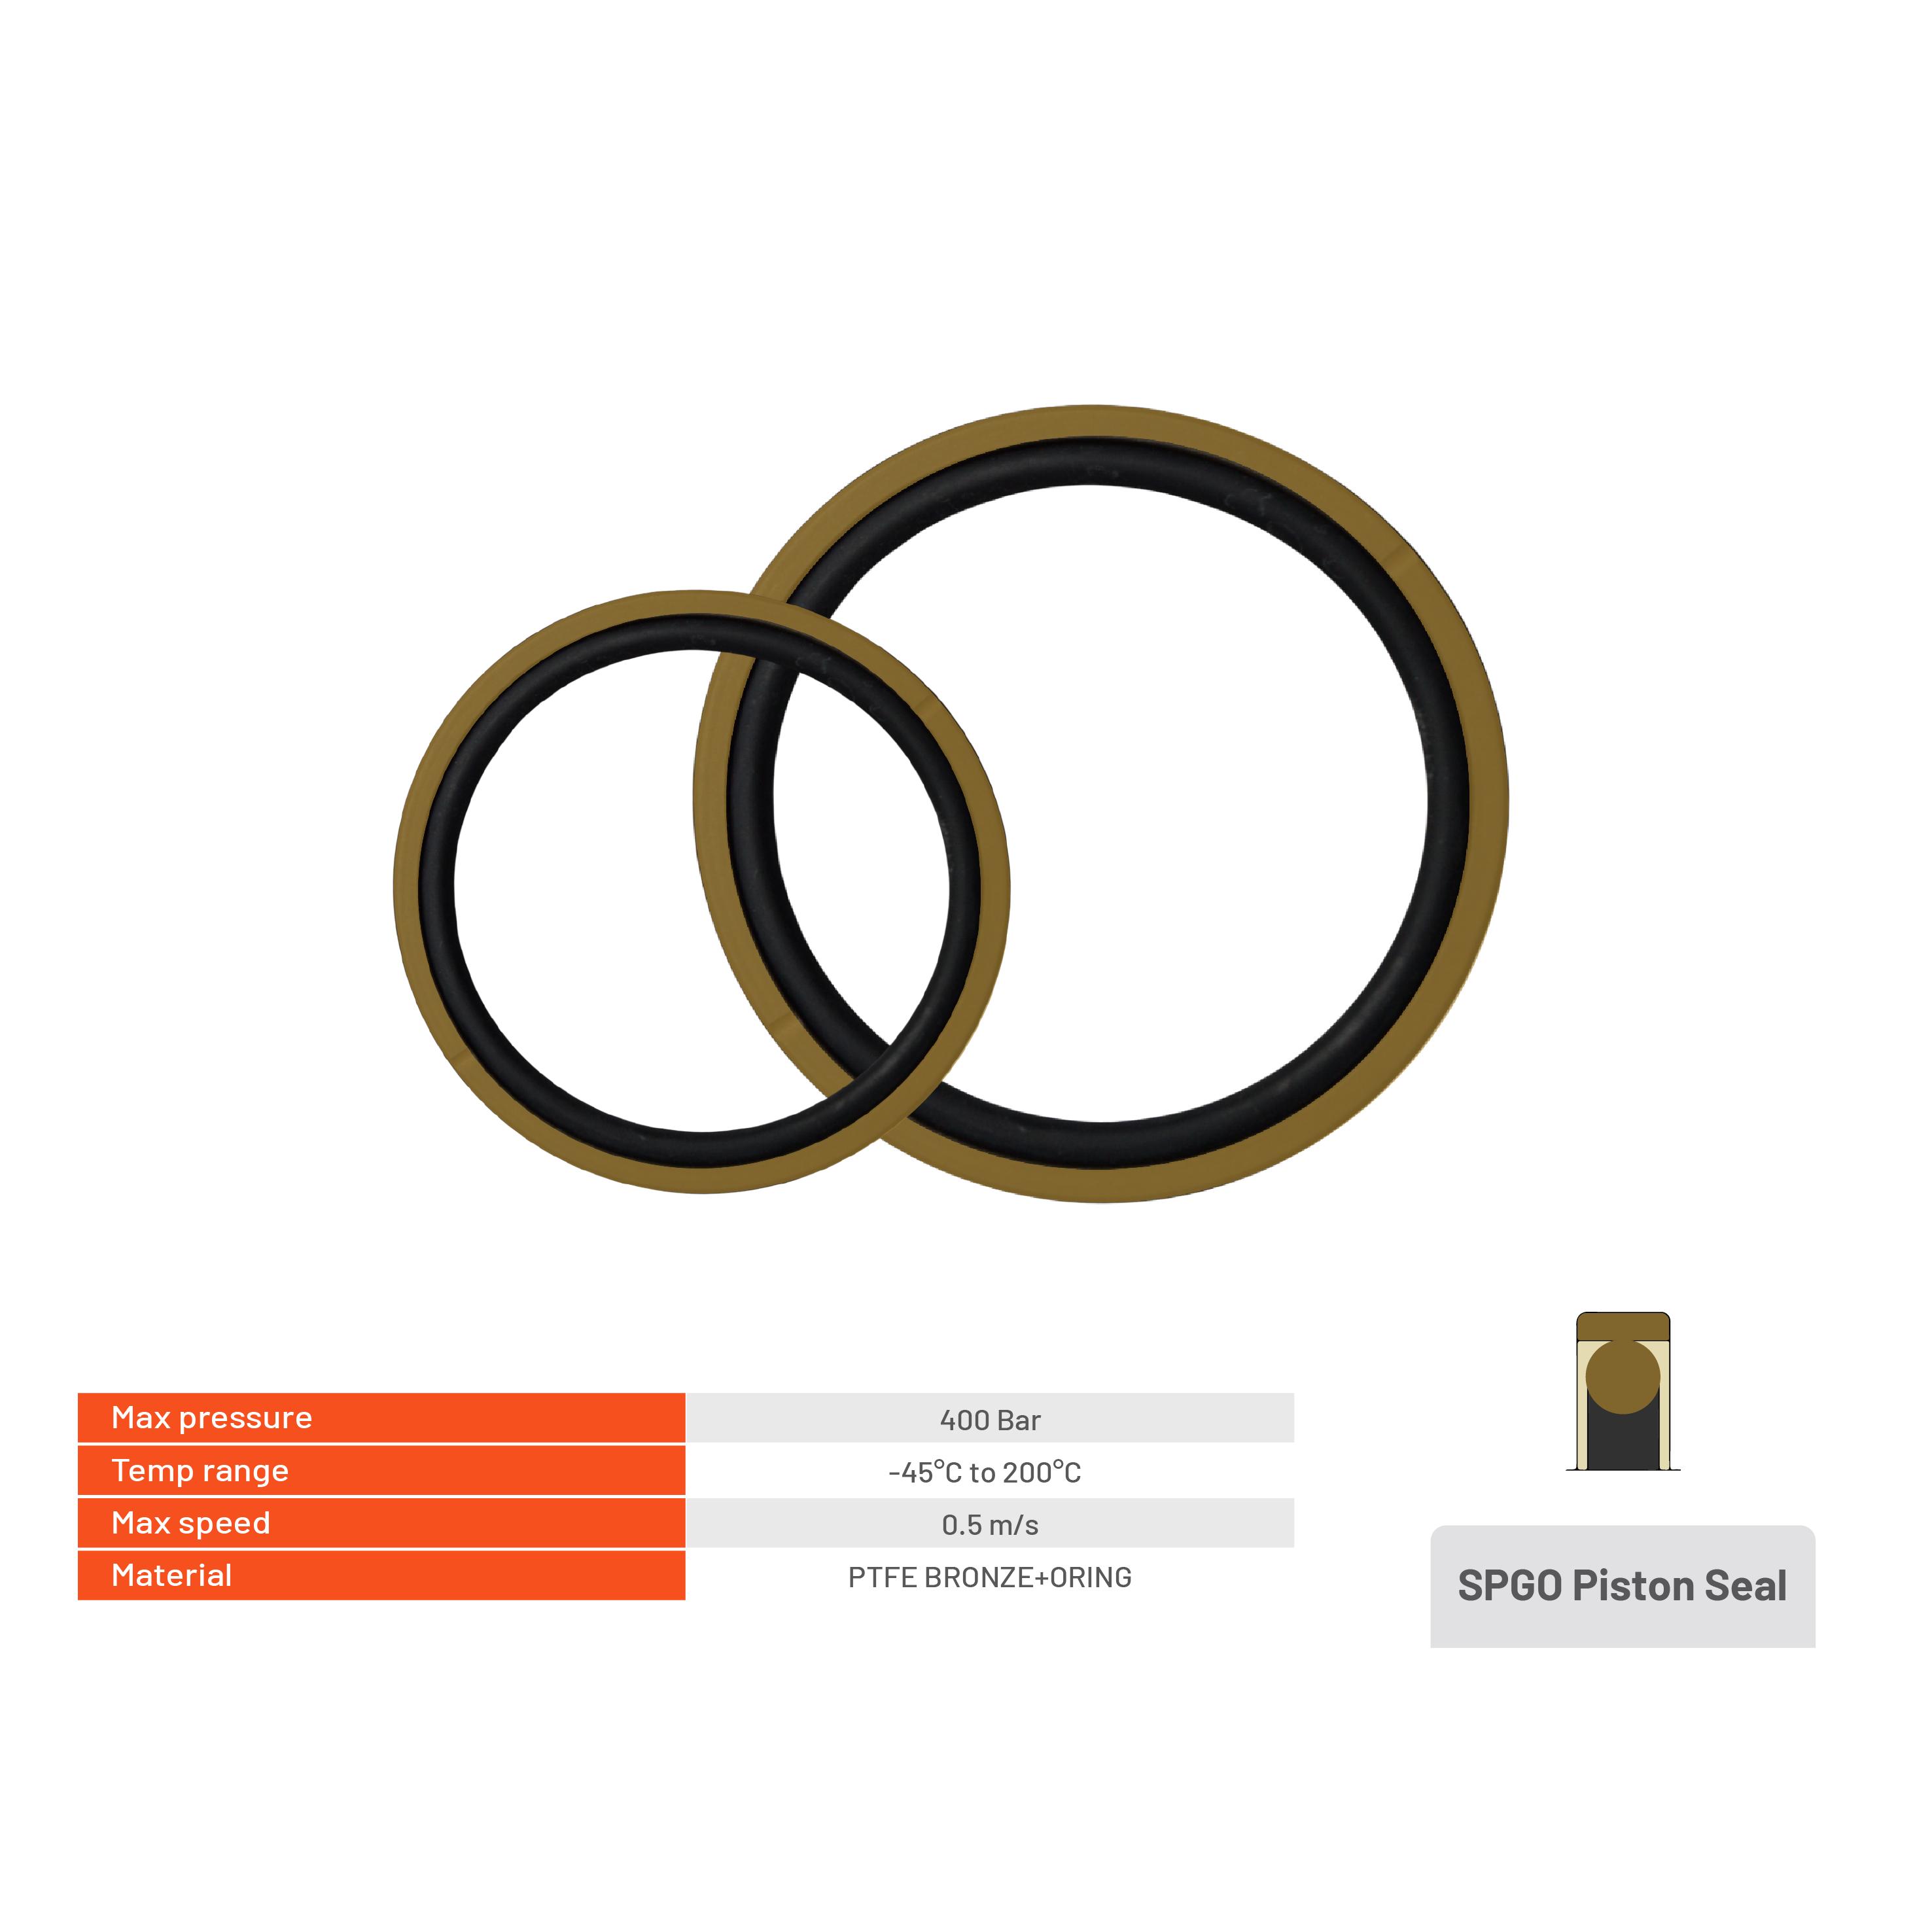 Max pressure 400 Bar
Temp range -45°C to 200°C
Max speed 0.5 m/s
Material PTFE BRONZE+ORING
SPGO Piston Seal